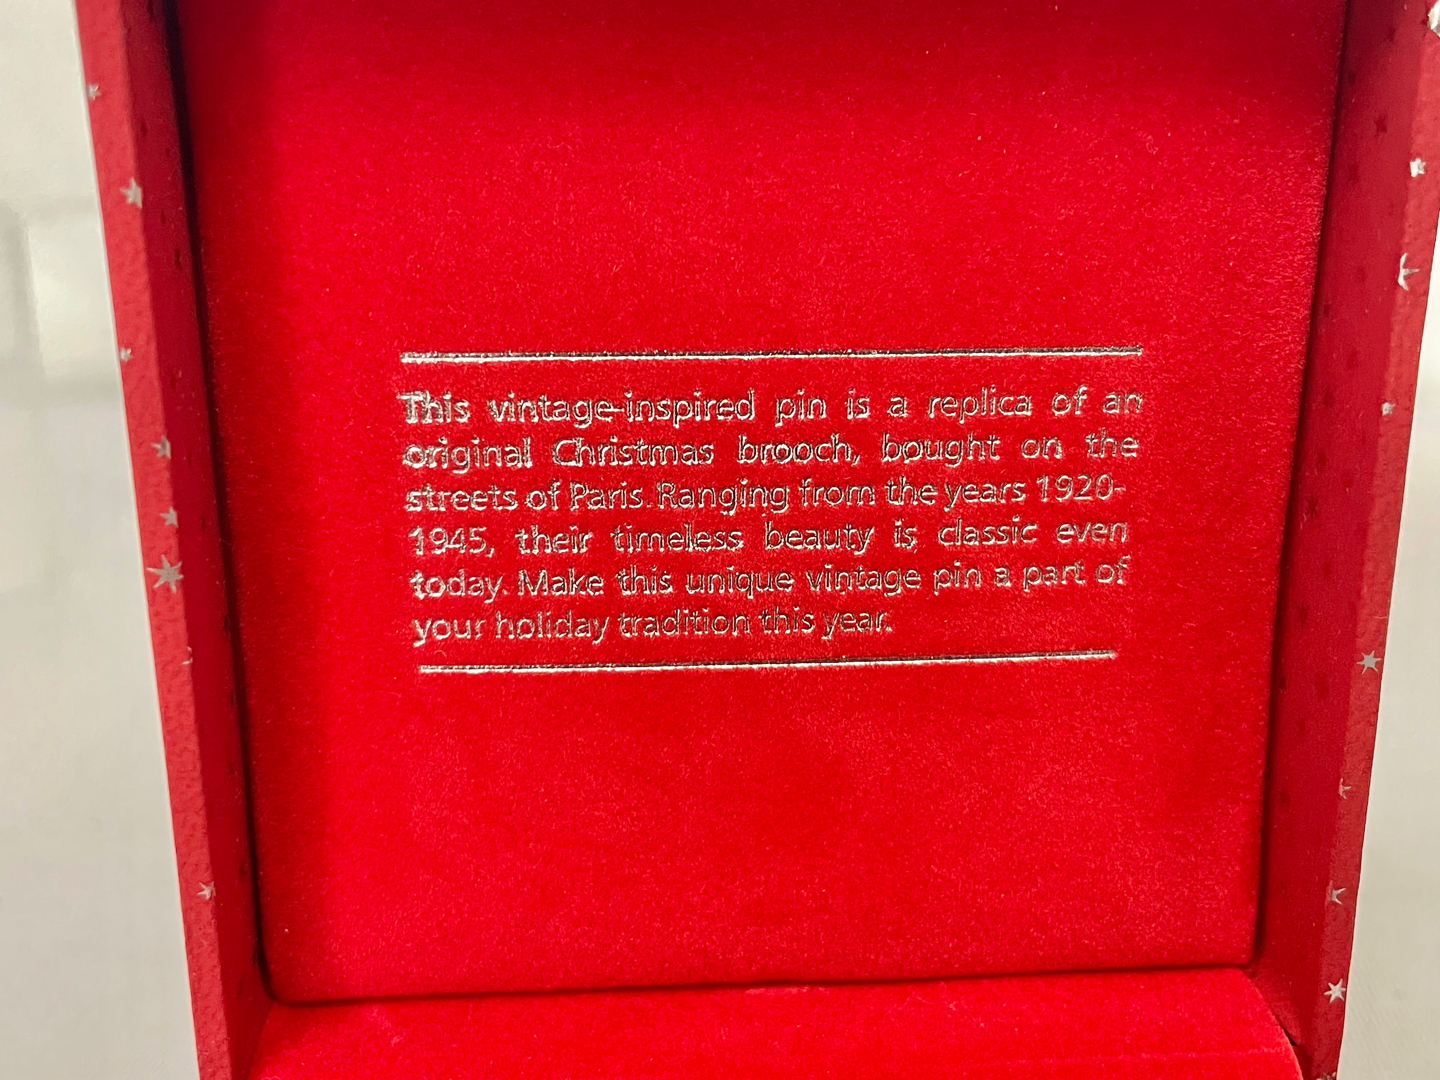 This vintage-inspired pin is a replica of an
original Christmas brooch, bought on the
streets of Paris. Ranging from the years 1920-
1945, their timeless beauty is classic even
today. Make this unique vintage pin a part of
your holiday tradition this year.